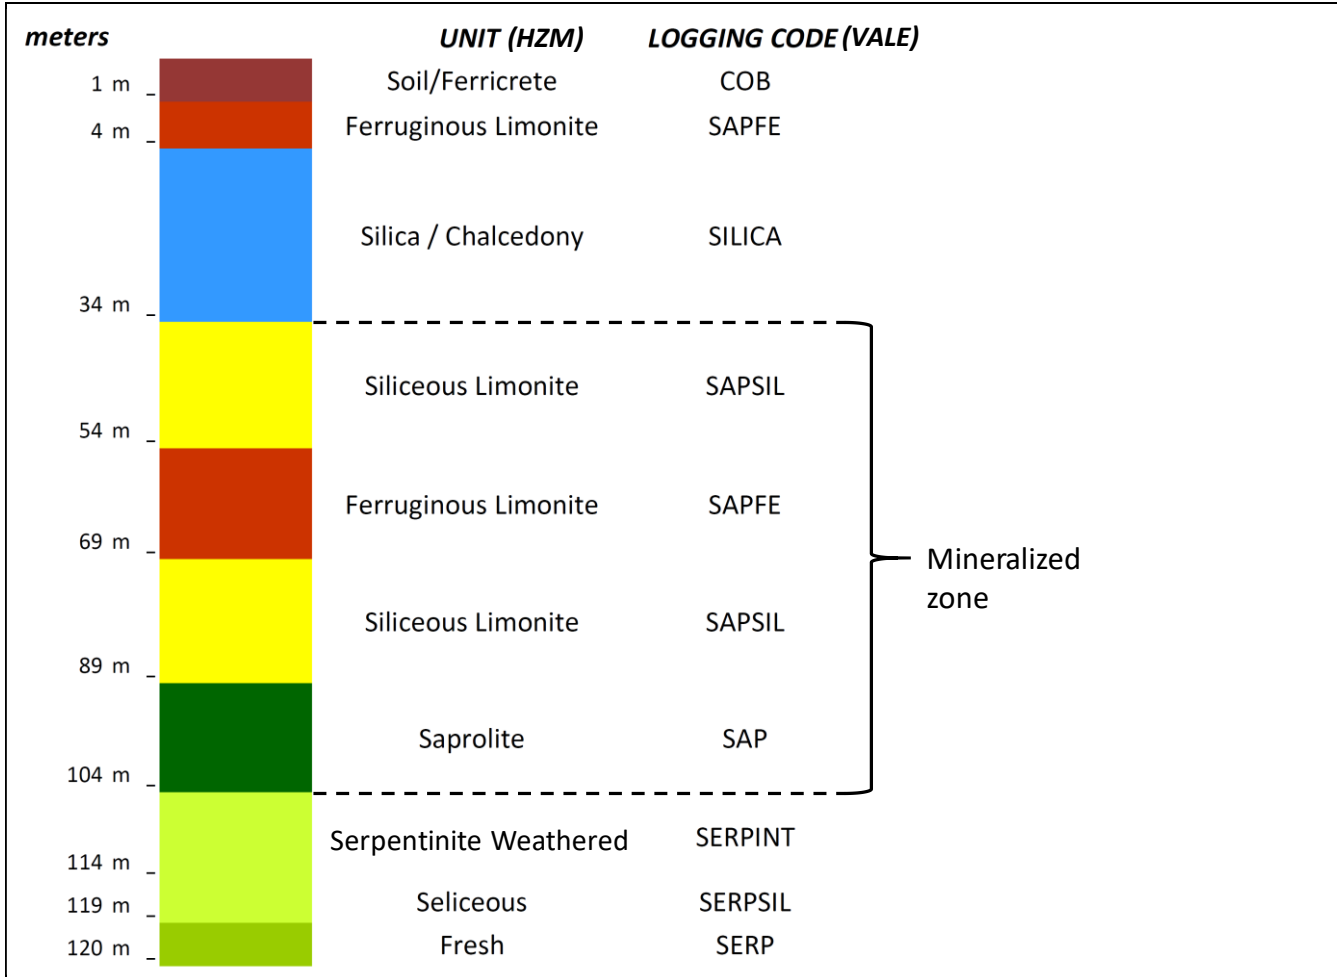 meters UNIT (HZM) LOGGING CODE (VALE)
1 m Soil/Ferricrete COB
4 m Ferruginous Limonite SAPFE
Silica / Chalcedony SILICA
34 m
Siliceous Limonite SAPSIL
54 m
Ferruginous Limonite SAPFE
69 m
Mineralized
zone
Siliceous Limonite SAPSIL
89 m
Saprolite SAP
104 m
Serpentinite Weathered SERPINT
114 m
119 m Seliceous SERPSIL
120 m Fresh SERP